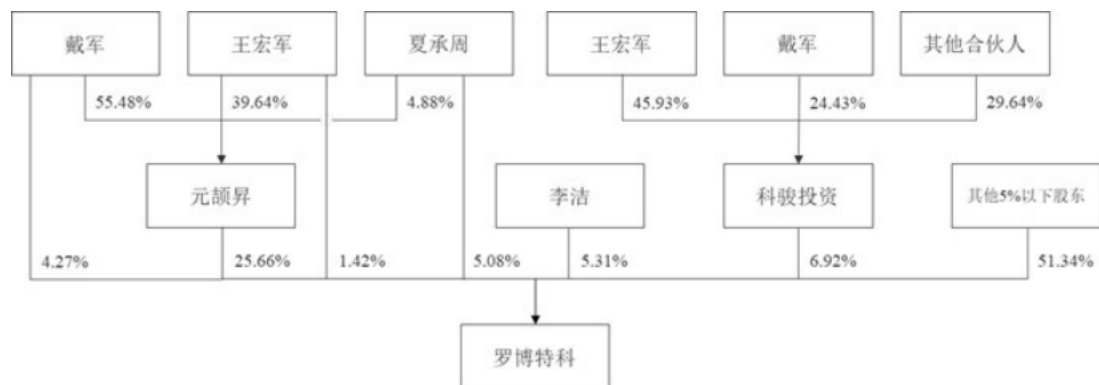 戴军
王宏军
夏承周
王宏军
戴军
其他合伙人
55.48%
39.64%
4.88%
45.93%
24.43%
29.64%
元颉昇
李洁
科骏投资
其他5%以下股东
4.27%
25.66%
1.42%
5.08%
5.31%
6.92%
51.34%
罗博特科